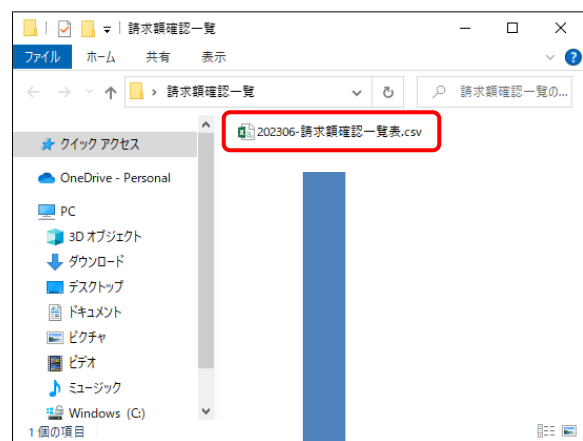 請求額確認一覧
ファイル ホーム 共有 表示
請求額確認一覧 請求額確認一覧の...
202306-請求額確認一覧表.csv
クイック アクセス
OneDrive - Personal
PC
3D オブジェクト
ダウンロード
デスクトップ
ドキュメント
ピクチャ
ビデオ
ミュージック
Windows (C:)
1 個の項目